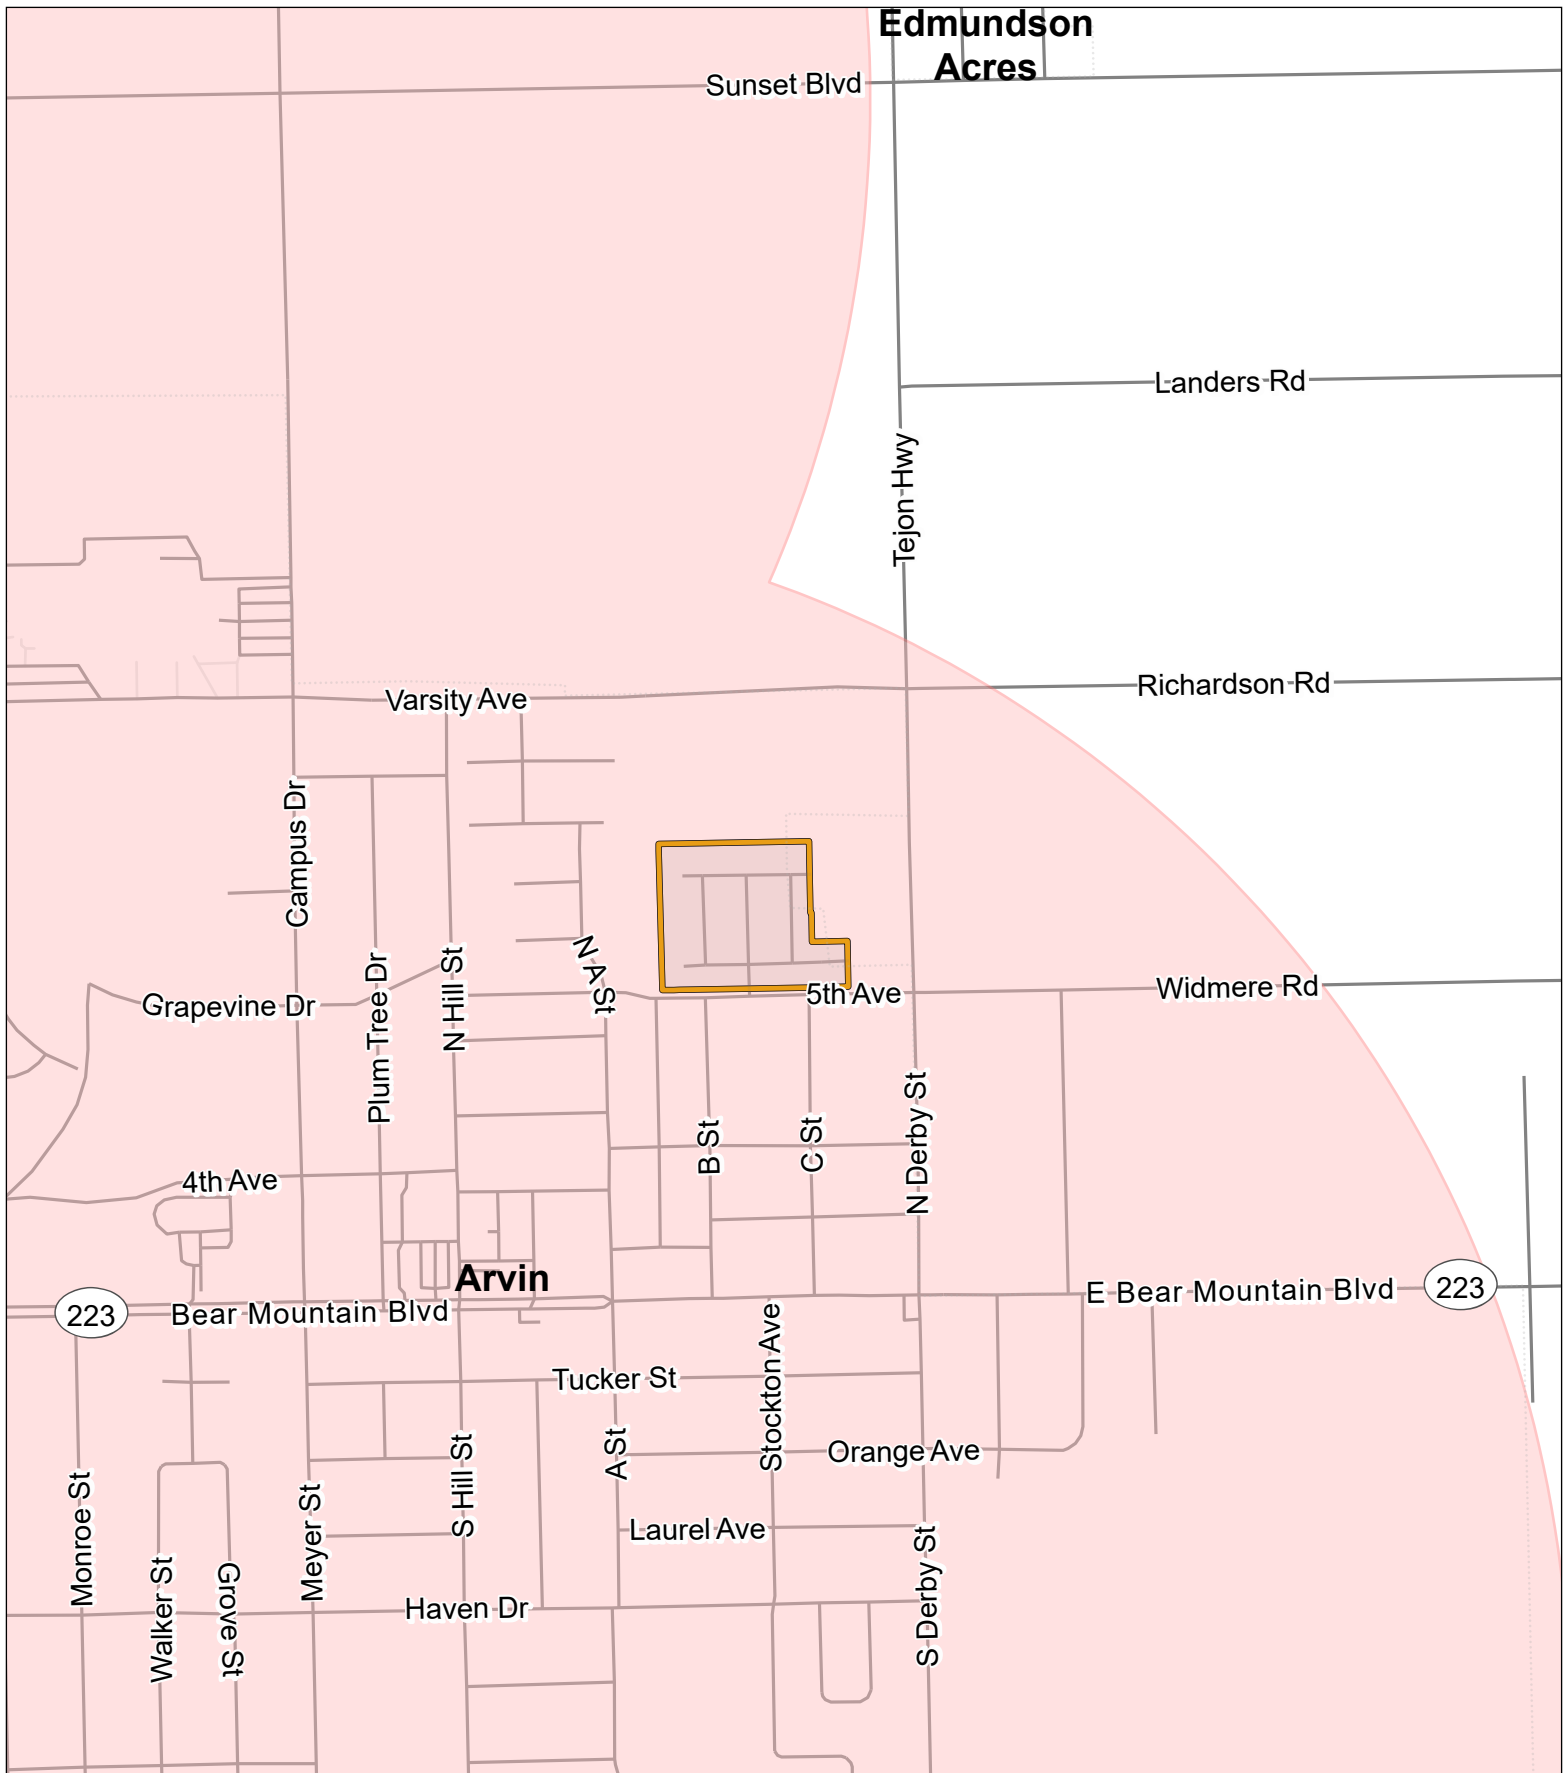 Edmundson
Acres
Sunset Blvd
Landers Rd
Tejon Hwy
Richardson Rd
Varsity Ave
Campus Dr
N A St
N Hill St
Plum Tree Dr
Grapevine Dr
5th Ave
Widmere Rd
N Derby St
B St
C St
4th Ave
Arvin
223
Bear Mountain Blvd
E Bear Mountain Blvd
223
Stockton Ave
Tucker St
A St
S Hill St
Orange Ave
Monroe St
Meyer St
Laurel Ave
S Derby St
Walker St
Grove St
Haven Dr